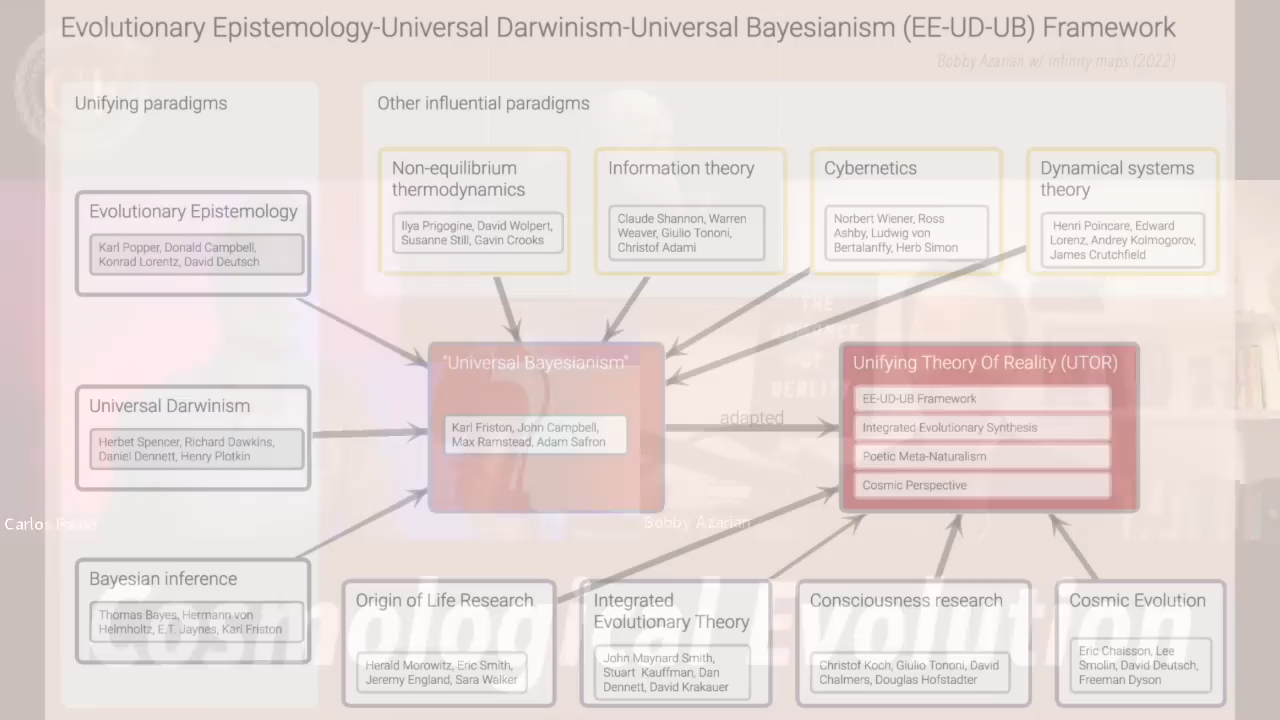 Evolutionary Epistemology-Universal Darwinism-Universal Bayesianism (EE-UD-UB) Framework
Bobby Azarian w/ infinity maps (2022)
Unifying paradigms
Other influential paradigms
Non-equilibrium
thermodynamics
Ilya Prigogine, David Wolpert,
Susanne Still, Gavin Crooks
Information theory
Claude Shannon, Warren
Weaver, Giulio Tononi,
Christof Adami
Cybernetics
Norbert Wiener, Ross
Ashby, Ludwig von
Bertalanffy, Herb Simon
Dynamical systems
theory
Henri Poincare, Edward
Lorenz, Andrey Kolmogorov,
James Crutchfield
Evolutionary Epistemology
Karl Popper, Donald Campbell,
Konrad Lorentz, David Deutsch
THE
OF
REALITY
"Universal Bayesianism"
Karl Friston, John Campbell,
Max Ramstead, Adam Safron
adapted
Unifying Theory Of Reality (UTOR)
EE-UD-UB Framework
Integrated Evolutionary Synthesis
Poetic Meta-Naturalism
Cosmic Perspective
Universal Darwinism
Herbet Spencer, Richard Dawkins,
Daniel Dennett, Henry Plotkin
Carlos Farias
Bobby Azarian
Bayesian inference
Thomas Bayes, Hermann von
Helmholtz, E.T. Jaynes, Karl Friston
Cosmological Evolution
Origin of Life Research
Herald Morowitz, Eric Smith,
Jeremy England, Sara Walker
Integrated
Evolutionary Theory
John Maynard Smith,
Stuart Kauffman, Dan
Dennett, David Krakauer
Consciousness research
Christof Koch, Giulio Tononi, David
Chalmers, Douglas Hofstadter
Cosmic Evolution
Eric Chaisson, Lee
Smolin, David Deutsch,
Freeman Dyson